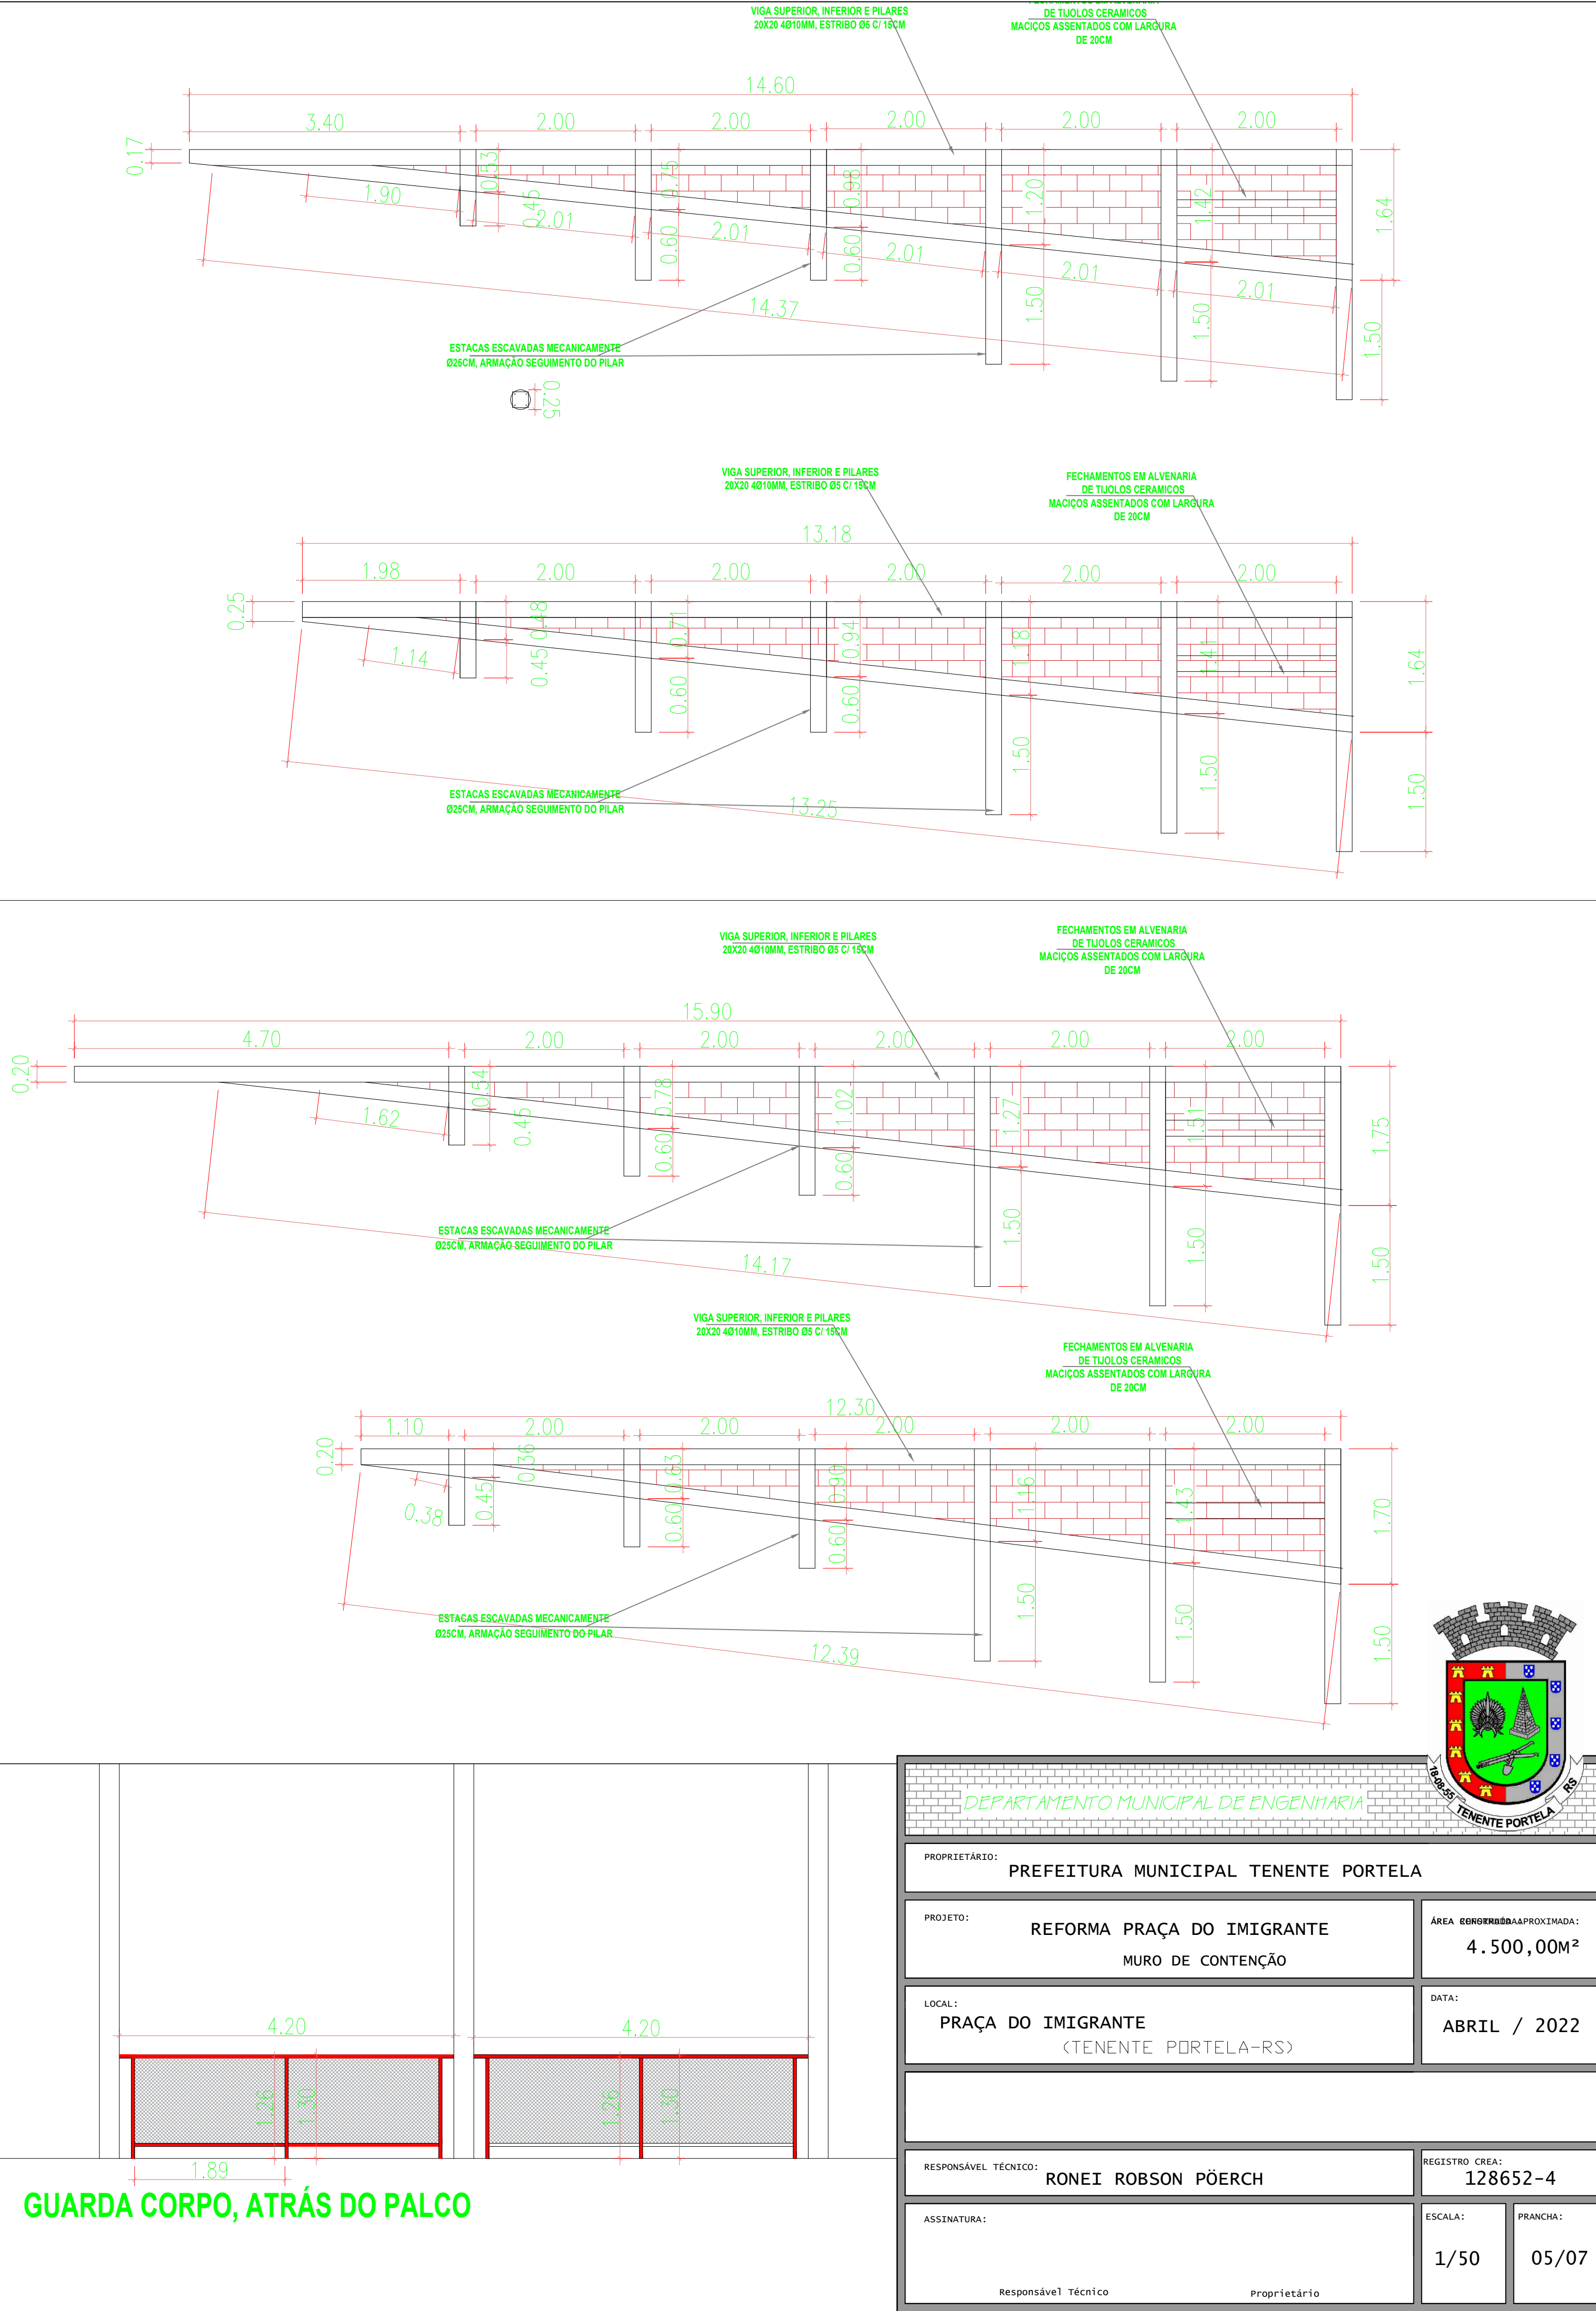 VIGA SUPERIOR, INFERIOR E PILARES
20X20 4Ø10MM, ESTRIBO Ø5 C/ 15CM
DE TIJOLOS CERAMICOS
MACIÇOS ASSENTADOS COM LARGURA
DE 20CM
14.60
3.40
2.00
2.00
2.00
2.00
2.00
0.17
0.53
0.75
0.98
1.20
1.42
1.64
1.90
0.45
2.01
0.60
2.01
0.60
2.01
2.01
2.01
1.50
1.50
1.50
14.37
ESTACAS ESCAVADAS MECANICAMENTE
Ø25CM, ARMAÇÃO SEGUIMENTO DO PILAR
0.25
VIGA SUPERIOR, INFERIOR E PILARES
20X20 4Ø10MM, ESTRIBO Ø5 C/ 15CM
FECHAMENTOS EM ALVENARIA
DE TIJOLOS CERAMICOS
MACIÇOS ASSENTADOS COM LARGURA
DE 20CM
13.18
1.98
2.00
2.00
2.00
2.00
2.00
0.25
0.48
0.71
0.94
1.18
1.41
1.64
1.14
0.45
0.60
0.60
1.50
1.50
1.50
ESTACAS ESCAVADAS MECANICAMENTE
Ø25CM, ARMAÇÃO SEGUIMENTO DO PILAR
13.25
VIGA SUPERIOR, INFERIOR E PILARES
20X20 4Ø10MM, ESTRIBO Ø5 C/ 15CM
FECHAMENTOS EM ALVENARIA
DE TIJOLOS CERAMICOS
MACIÇOS ASSENTADOS COM LARGURA
DE 20CM
15.90
4.70
2.00
2.00
2.00
2.00
2.00
0.20
0.54
0.78
1.02
1.27
1.51
1.75
1.62
0.45
0.60
0.60
1.50
1.50
1.50
ESTACAS ESCAVADAS MECANICAMENTE
Ø25CM, ARMAÇÃO SEGUIMENTO DO PILAR
14.17
VIGA SUPERIOR, INFERIOR E PILARES
20X20 4Ø10MM, ESTRIBO Ø5 C/ 15CM
FECHAMENTOS EM ALVENARIA
DE TIJOLOS CERAMICOS
MACIÇOS ASSENTADOS COM LARGURA
DE 20CM
12.30
1.10
2.00
2.00
2.00
2.00
2.00
0.20
0.36
0.63
0.90
1.16
1.43
1.70
0.38
0.45
0.60
0.60
1.50
1.50
1.50
ESTACAS ESCAVADAS MECANICAMENTE
Ø25CM, ARMAÇÃO SEGUIMENTO DO PILAR
12.39
4.20
4.20
1.26
1.30
1.26
1.30
1.89
GUARDA CORPO, ATRÁS DO PALCO
18-08-55
TENENTE PORTELA
RS
DEPARTAMENTO MUNICIPAL DE ENGENHARIA
PROPRIETÁRIO:
PREFEITURA MUNICIPAL TENENTE PORTELA
PROJETO:
REFORMA PRAÇA DO IMIGRANTE
MURO DE CONTENÇÃO
ÁREA APROXIMADA:
4.500,00M²
LOCAL:
PRAÇA DO IMIGRANTE
(TENENTE PORTELA-RS)
DATA:
ABRIL / 2022
RESPONSÁVEL TÉCNICO:
RONEI ROBSON PÖERCH
REGISTRO CREA:
128652-4
ASSINATURA:
Responsável Técnico
Proprietário
ESCALA:
1/50
PRANCHA:
05/07